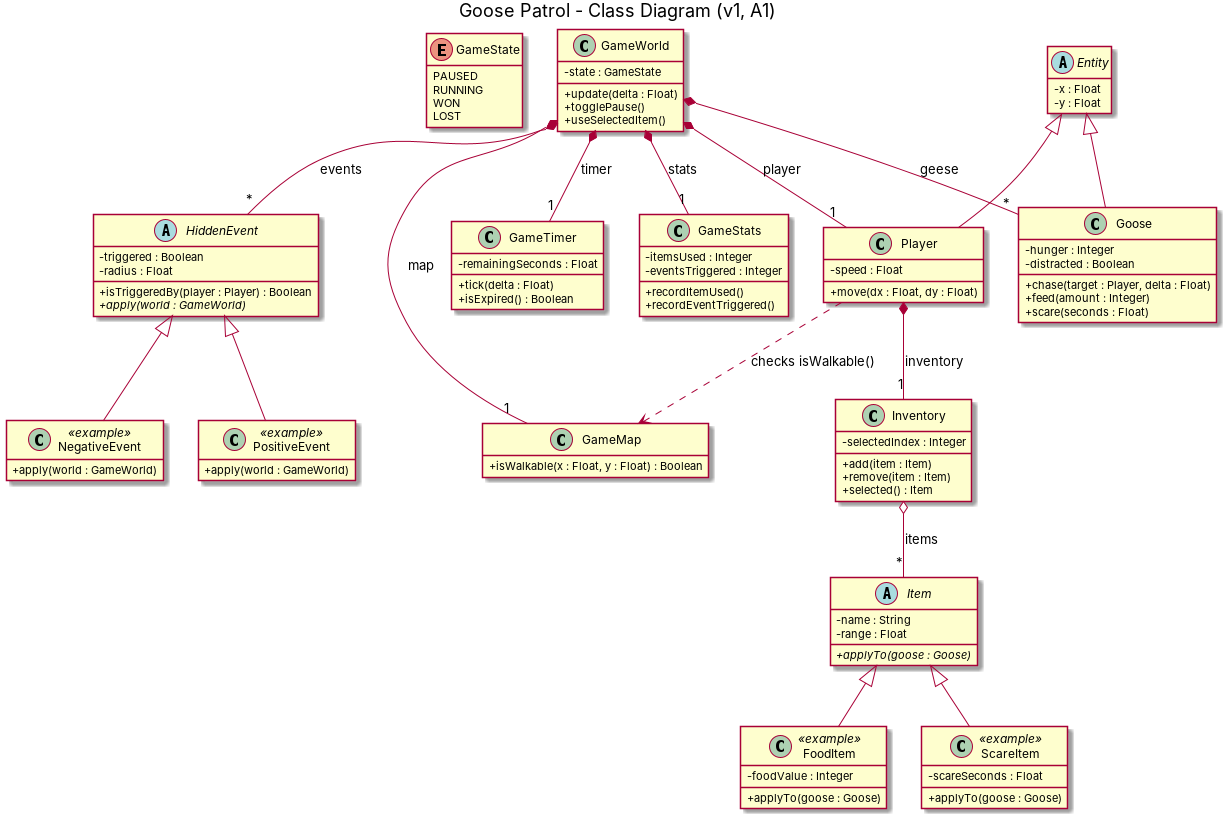 Goose Patrol - Class Diagram (v1, A1)
E GameState
PAUSED
RUNNING
WON
LOST
C GameWorld
-state : GameState
+update(delta : Float)
+togglePause()
+useSelectedItem()
A Entity
-x : Float
-y : Float
events
*
timer
1
stats
1
player
1
geese
*
map
1
A HiddenEvent
-triggered : Boolean
-radius : Float
+isTriggeredBy(player : Player) : Boolean
+apply(world : GameWorld)
C GameTimer
-remainingSeconds : Float
+tick(delta : Float)
+isExpired() : Boolean
C GameStats
-itemsUsed : Integer
-eventsTriggered : Integer
+recordItemUsed()
+recordEventTriggered()
C Player
-speed : Float
+move(dx : Float, dy : Float)
C Goose
-hunger : Integer
-distracted : Boolean
+chase(target : Player, delta : Float)
+feed(amount : Integer)
+scare(seconds : Float)
checks isWalkable()
inventory
1
C «example»
NegativeEvent
+apply(world : GameWorld)
C «example»
PositiveEvent
+apply(world : GameWorld)
C GameMap
+isWalkable(x : Float, y : Float) : Boolean
C Inventory
-selectedIndex : Integer
+add(item : Item)
+remove(item : Item)
+selected() : Item
items
*
A Item
-name : String
-range : Float
+applyTo(goose : Goose)
C «example»
FoodItem
-foodValue : Integer
+applyTo(goose : Goose)
C «example»
ScareItem
-scareSeconds : Float
+applyTo(goose : Goose)